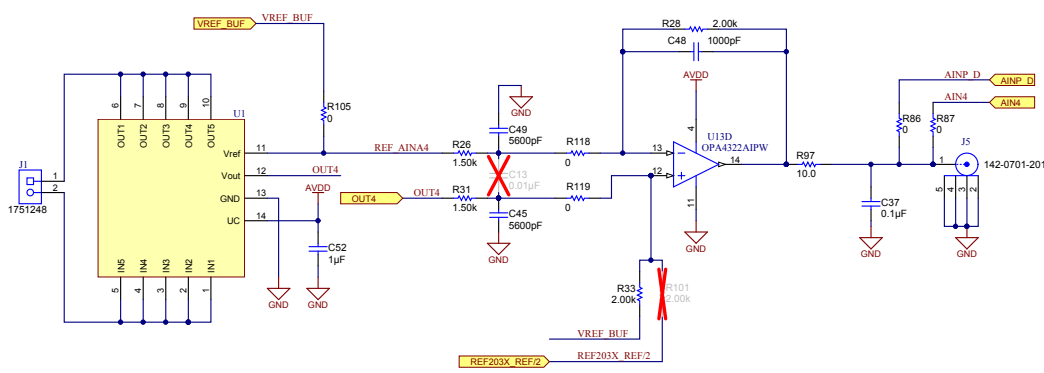 VREF_BUF
VREF_BUF
R28
2.00k
C48
1000pF
AVDD
AINP_D
AINP_D
AIN4
AIN4
GND
R105
0
6
7
8
9
10
U1
OUT1
OUT2
OUT3
OUT4
OUT5
C49
5600pF
R118
0
4
U13D
OPA4322AIPW
R86
0
R87
0
J5
142-0701-201
Vref
11
REF_AINA4
R26
1.50k
13
14
R97
10.0
1
J1
1
2
1751248
Vout
12
OUT4
C13
0.01µF
12
GND
13
AVDD
OUT4
OUT4
R31
1.50k
R119
0
UC
14
C45
5600pF
11
C37
0.1µF
5
4
3
2
C52
1µF
GND
GND
GND
GND
IN5
IN4
IN3
IN2
IN1
5
4
3
2
1
GND
GND
R33
2.00k
R101
2.00k
VREF_BUF
REF203X_REF/2
REF203X_REF/2